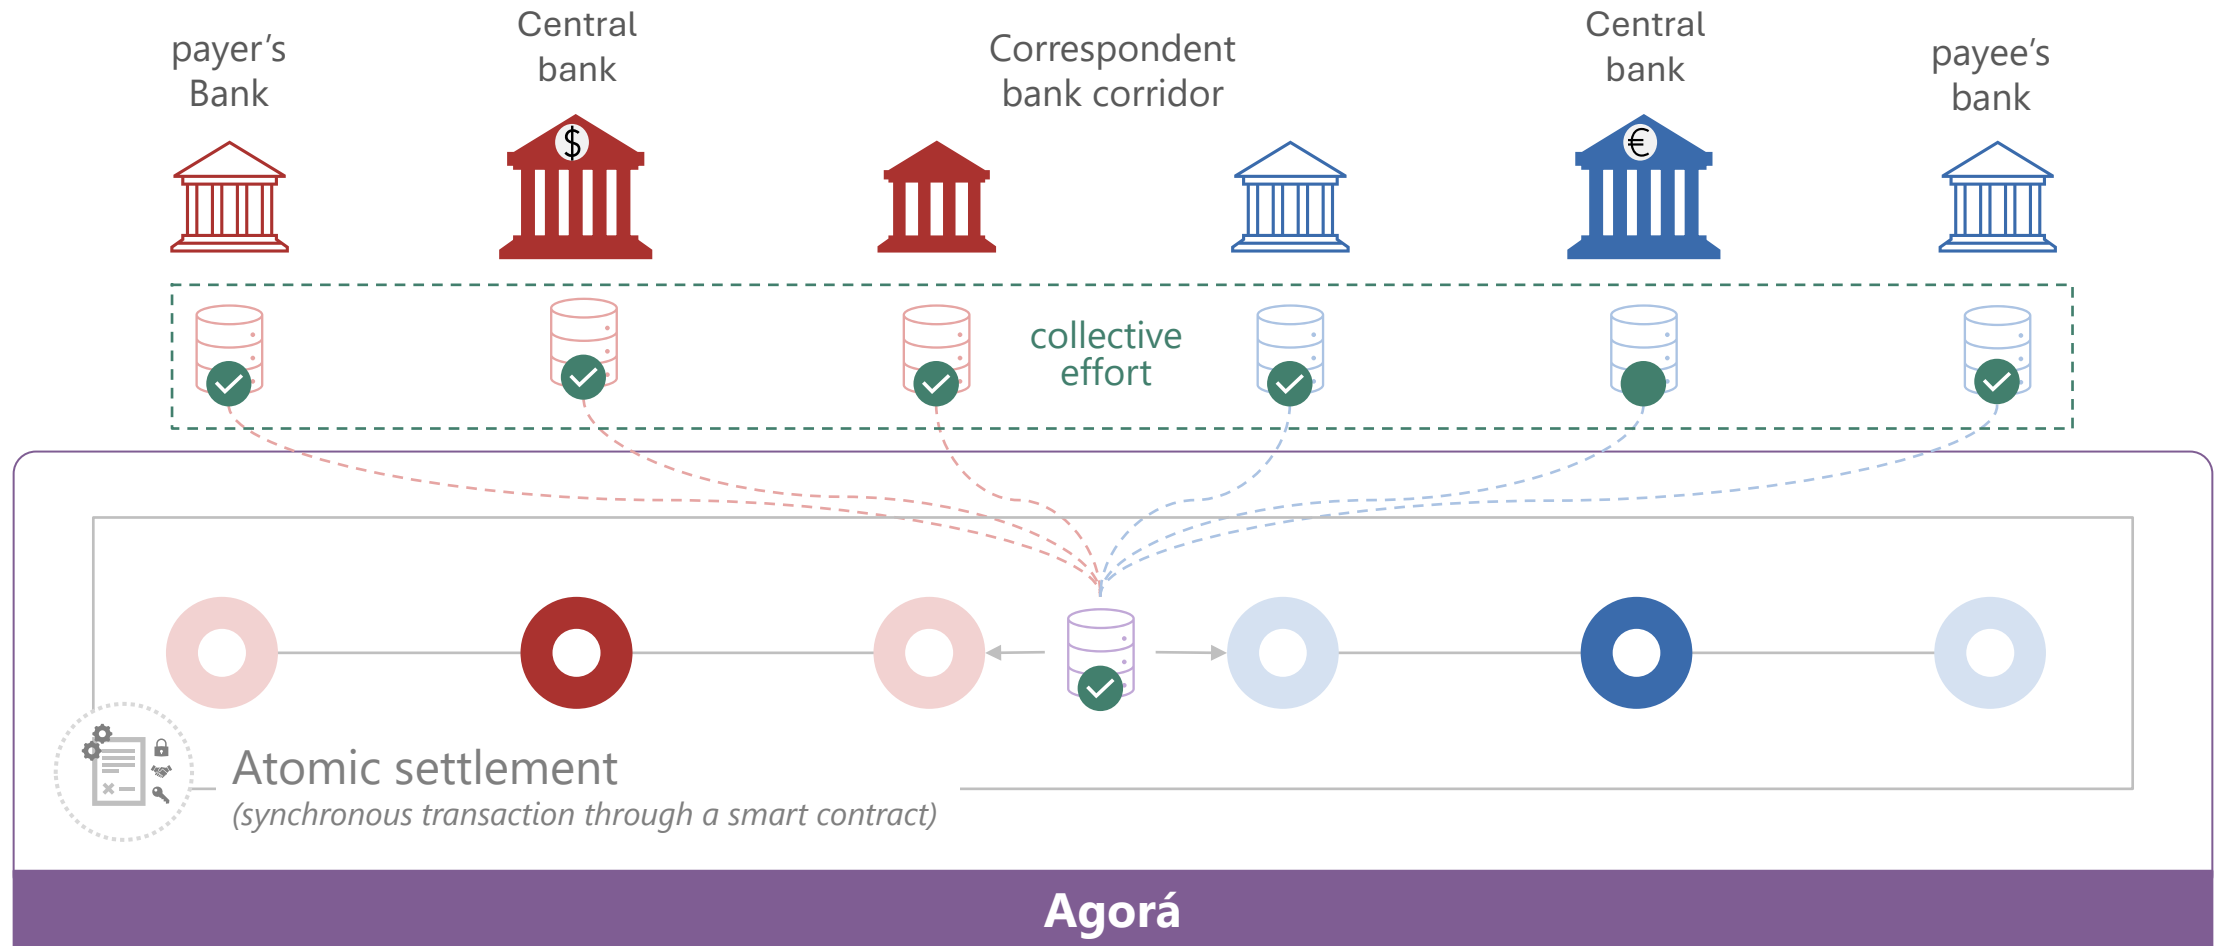 payer’s
Bank
Central
bank
$
Correspondent
bank corridor
Central
bank
€
payee’s
bank
collective
effort
Atomic settlement
(synchronous transaction through a smart contract)
Agorá